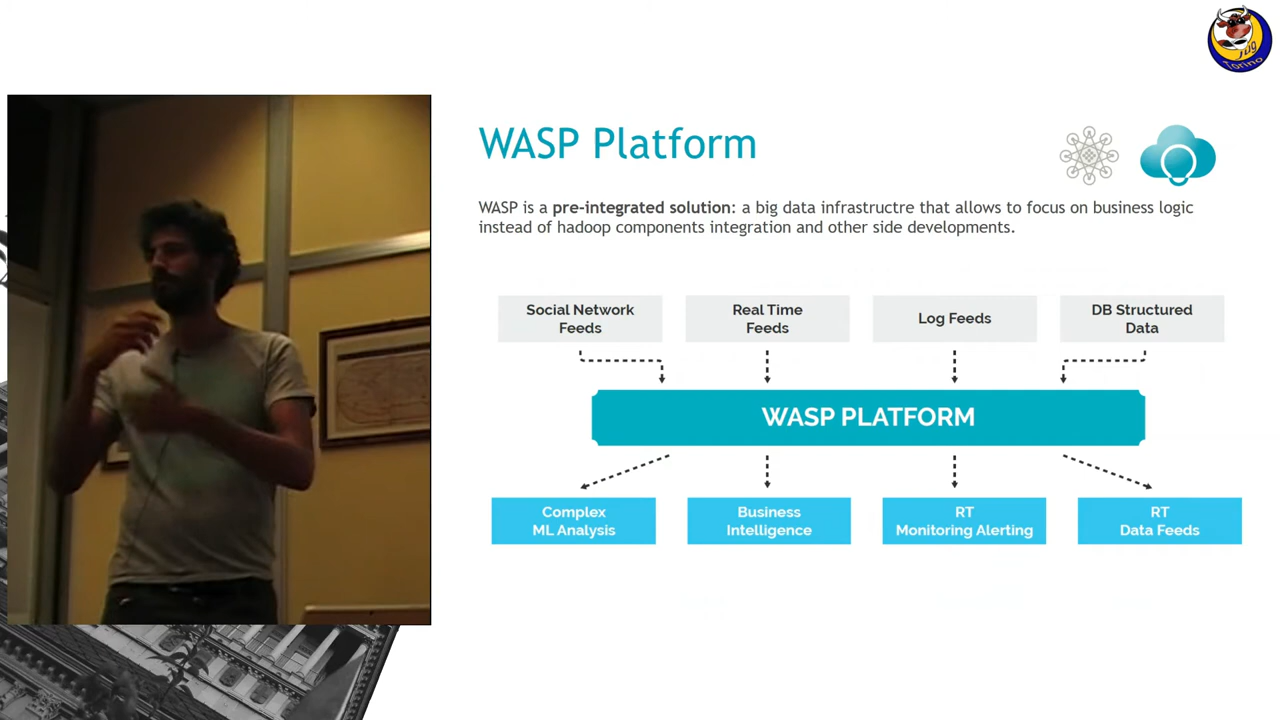 Jug
Torino
WASP Platform
WASP is a pre-integrated solution: a big data infrastructre that allows to focus on business logic
instead of hadoop components integration and other side developments.
Social Network
Feeds
Real Time
Feeds
Log Feeds
DB Structured
Data
WASP PLATFORM
Complex
ML Analysis
Business
Intelligence
RT
Monitoring Alerting
RT
Data Feeds